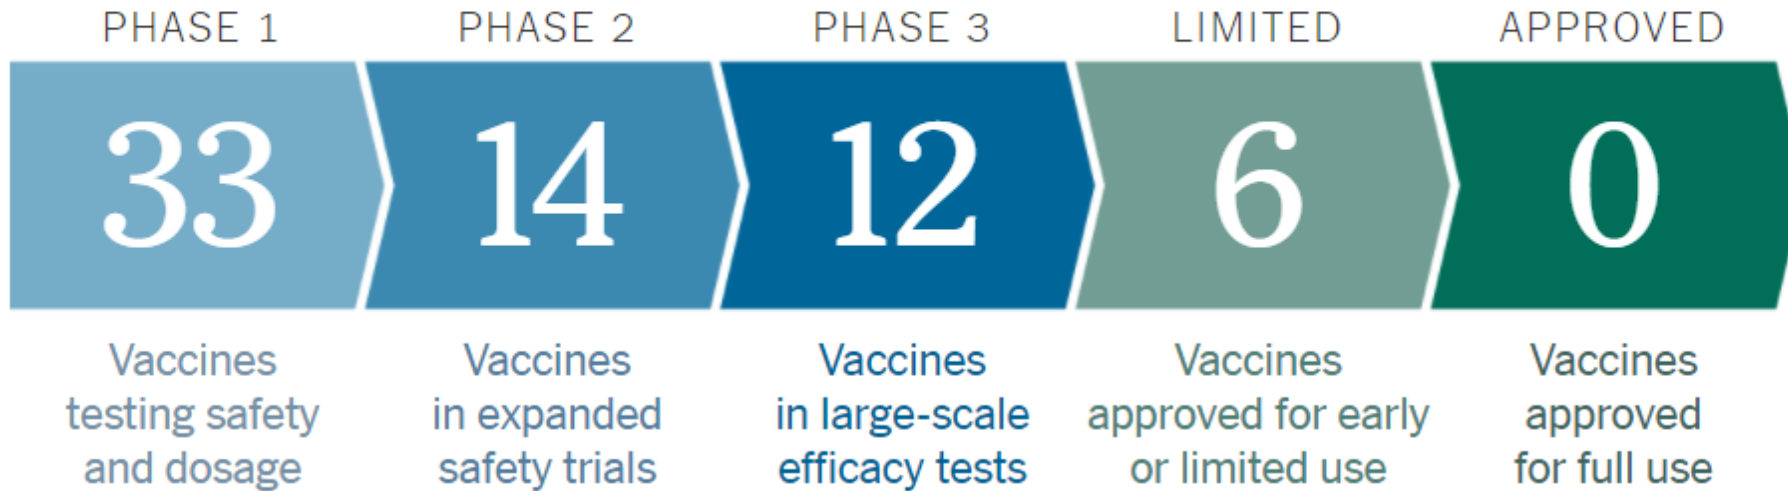 PHASE 1
33
Vaccines
testing safety
and dosage
PHASE 2
14
Vaccines
in expanded
safety trials
PHASE 3
12
Vaccines
in large-scale
efficacy tests
LIMITED
6
Vaccines
approved for early
or limited use
APPROVED
0
Vaccines
approved
for full use